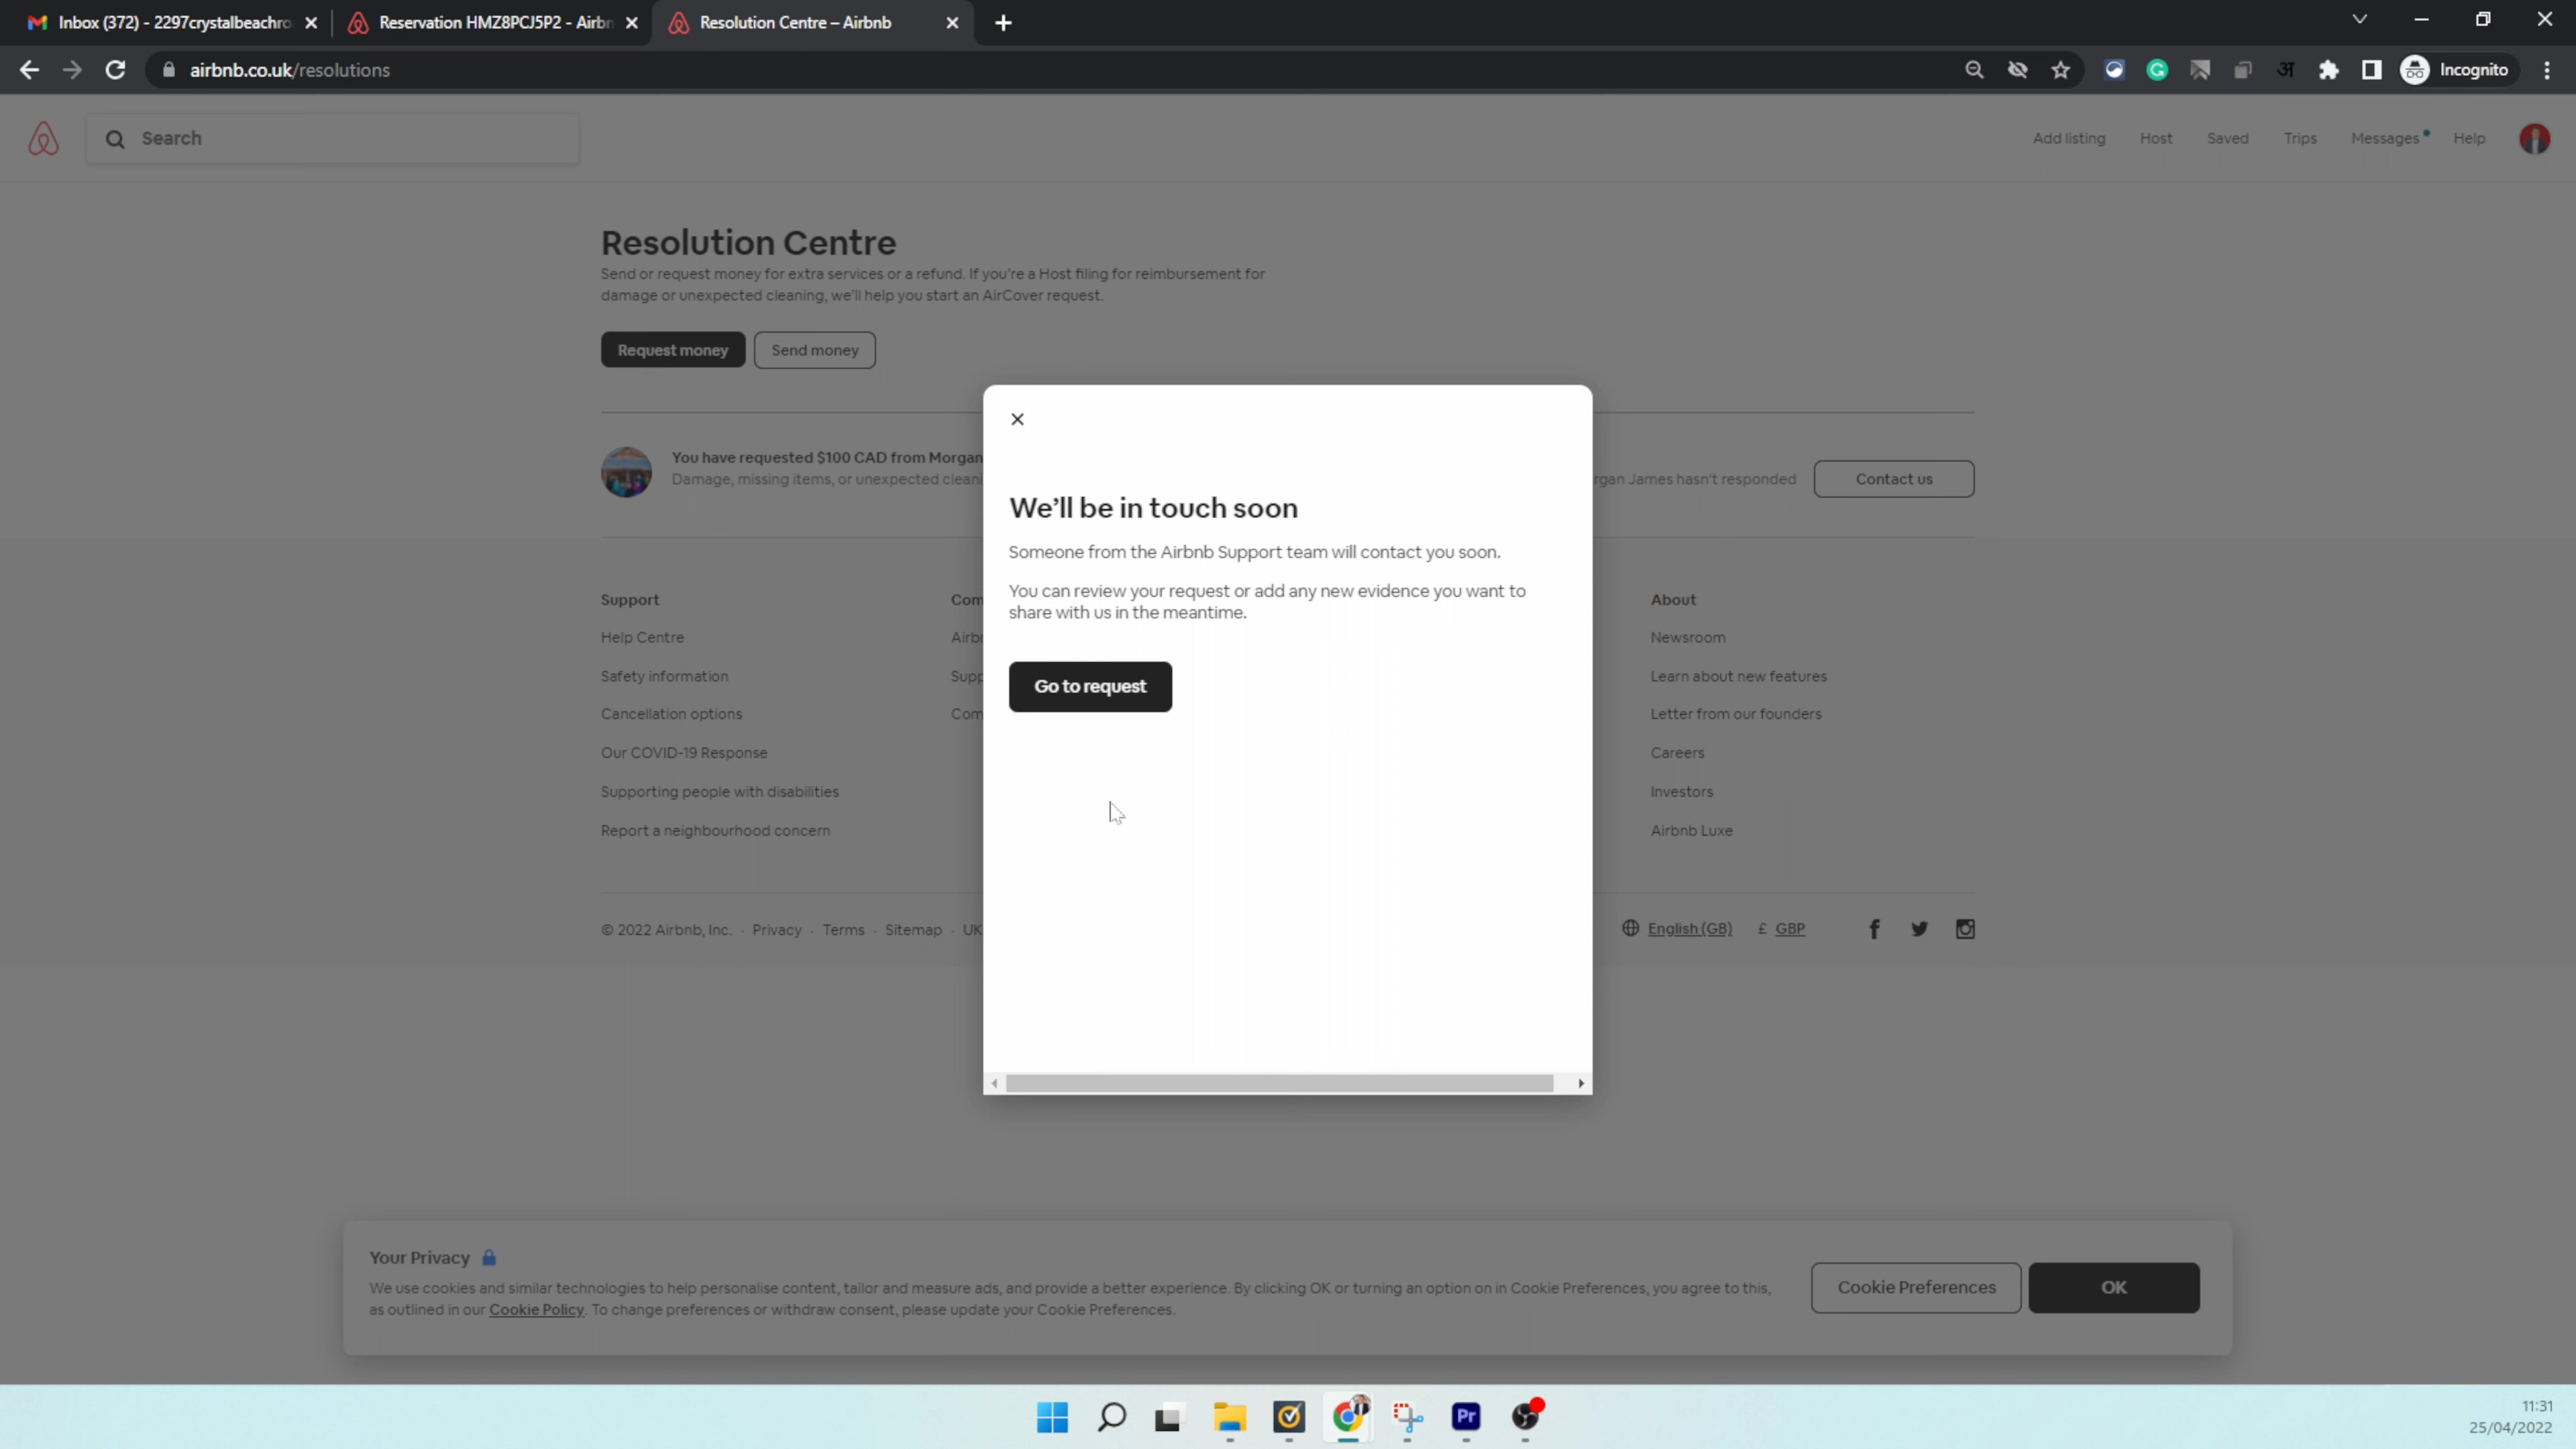 Inbox (372) - 2297crystalbeachro
Reservation HMZ8PCJ5P2 - Airbn
Resolution Centre – Airbnb
airbnb.co.uk/resolutions
Incognito
Search
Add listing
Host
Saved
Trips
Messages
Help
Resolution Centre
Send or request money for extra services or a refund. If you're a Host filing for reimbursement for
damage or unexpected cleaning, we'll help you start an AirCover request.
Request money
Send money
You have requested $100 CAD from Morgan
Damage, missing items, or unexpected cleani
rgan James hasn't responded
Contact us
We'll be in touch soon
Someone from the Airbnb Support team will contact you soon.
You can review your request or add any new evidence you want to
share with us in the meantime.
Go to request
Support
Help Centre
Safety information
Cancellation options
Our COVID-19 Response
Supporting people with disabilities
Report a neighbourhood concern
Com
Airbn
Supp
Com
About
Newsroom
Learn about new features
Letter from our founders
Careers
Investors
Airbnb Luxe
© 2022 Airbnb, Inc. · Privacy · Terms · Sitemap · UK
English (GB)
£ GBP
Your Privacy
We use cookies and similar technologies to help personalise content, tailor and measure ads, and provide a better experience. By clicking OK or turning an option on in Cookie Preferences, you agree to this,
as outlined in our Cookie Policy. To change preferences or withdraw consent, please update your Cookie Preferences.
Cookie Preferences
OK
Pr
11:31
25/04/2022